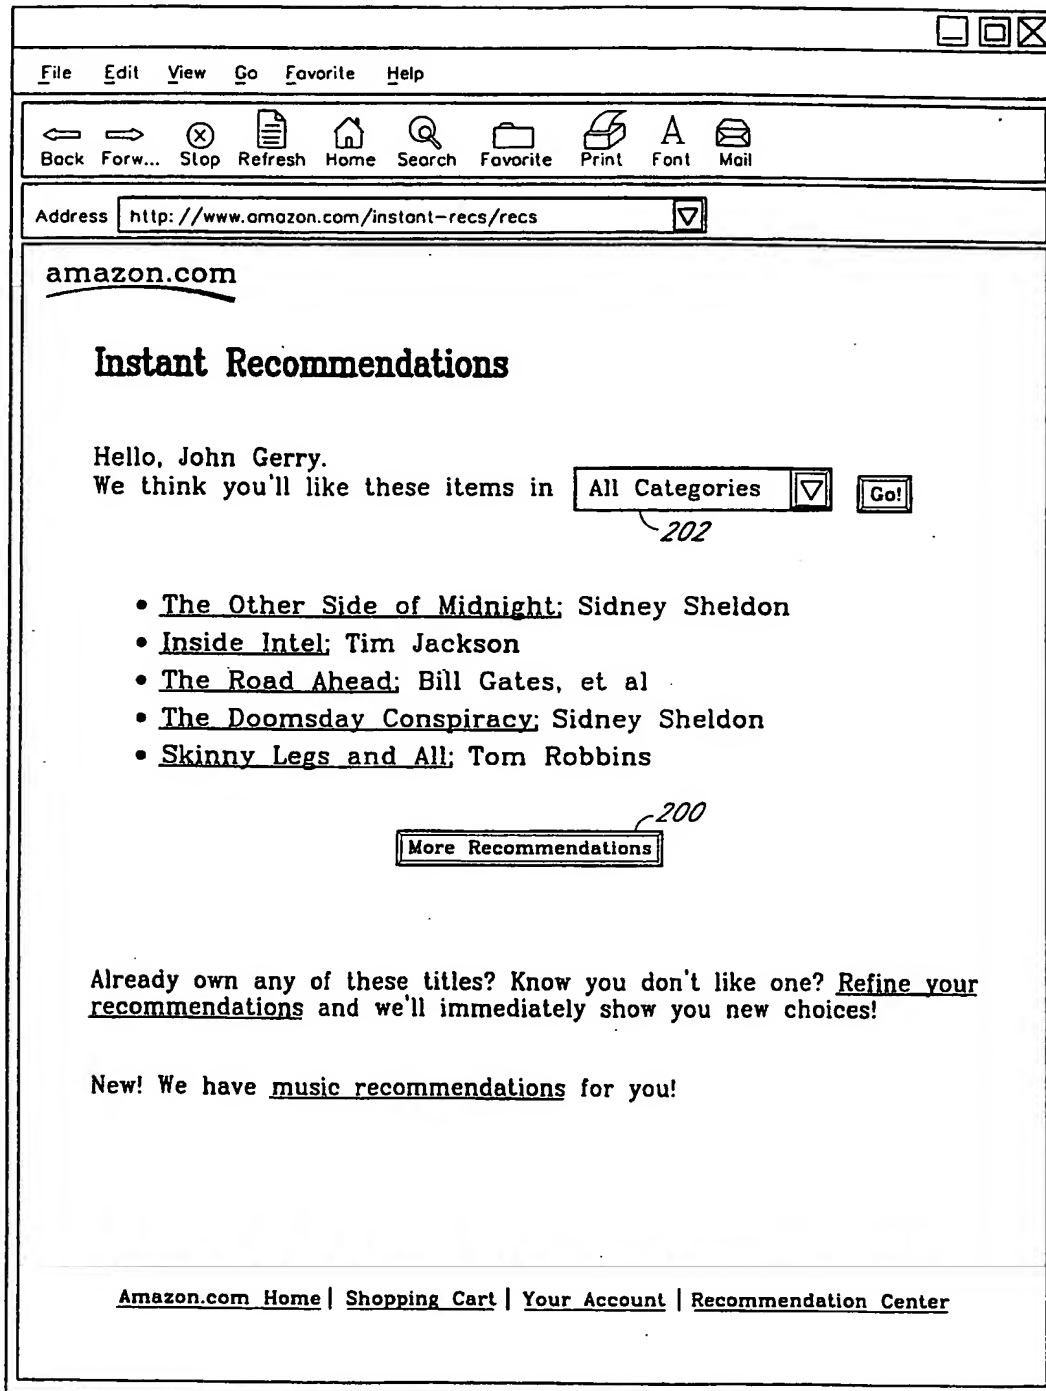 File Edit View Go Favorite Help
Back Forw... Stop Refresh Home Search Favorite Print Font Mail
Address http://www.amazon.com/instant-recs/recs
amazon.com
Instant Recommendations
Hello, John Gerry.
We think you'll like these items in All Categories Go!
202
• The Other Side of Midnight; Sidney Sheldon
• Inside Intel; Tim Jackson
• The Road Ahead; Bill Gates, et al
• The Doomsday Conspiracy; Sidney Sheldon
• Skinny Legs and All; Tom Robbins
200
More Recommendations
Already own any of these titles? Know you don't like one? Refine your
recommendations and we'll immediately show you new choices!
New! We have music recommendations for you!
Amazon.com Home | Shopping Cart | Your Account | Recommendation Center